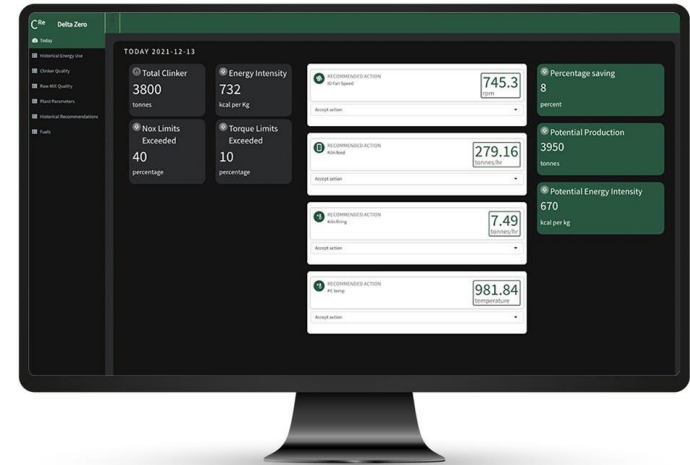 CRe Delta Zero
Today
Historical Energy Use
Clinker Quality
Raw Mill Quality
Plant Parameters
Historical Recommendations
Fuels
TODAY 2021-12-13
Total Clinker
3800
tonnes
Energy Intensity
732
kcal per Kg
Nox Limits
Exceeded
40
percentage
Torque Limits
Exceeded
10
percentage
RECOMMENDED ACTION
ID Fan Speed
745.3
rpm
Accept action
RECOMMENDED ACTION
Kiln feed
279.16
tonnes/hr
Accept action
RECOMMENDED ACTION
Kiln firing
7.49
tonnes/hr
Accept action
RECOMMENDED ACTION
PC temp
981.84
temperature
Accept action
Percentage saving
8
percent
Potential Production
3950
tonnes
Potential Energy Intensity
670
kcal per kg